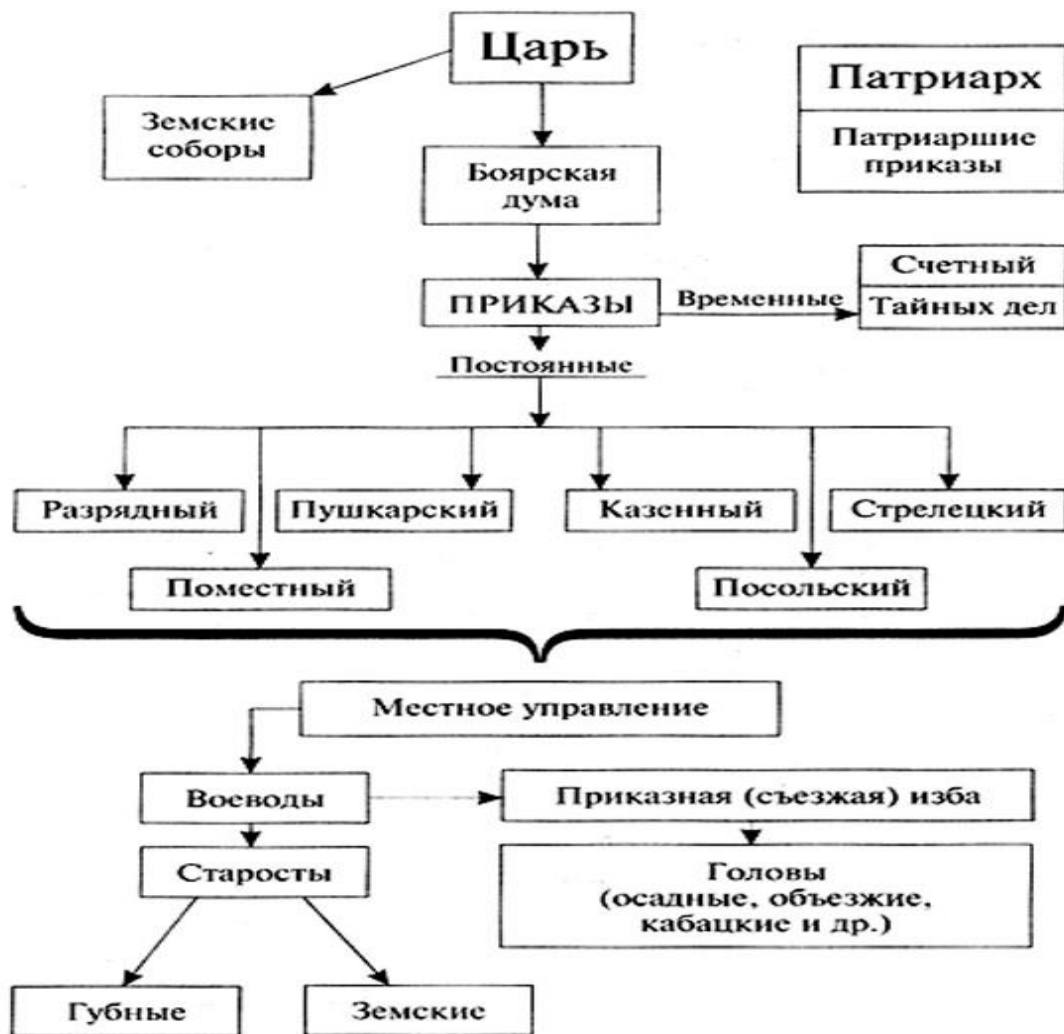 Царь
Патриарх
Земские
соборы
Патриаршие
приказы
Боярская
дума
Счетный
ПРИКАЗЫ
Временные
Тайных дел
Постоянные
Разрядный
Пушкарский
Казенный
Стрелецкий
Поместный
Посольский
Местное управление
Воеводы
Приказная (съезжая) изба
Старосты
Головы
(осадные, объезжие,
кабацкие и др.)
Губные
Земские